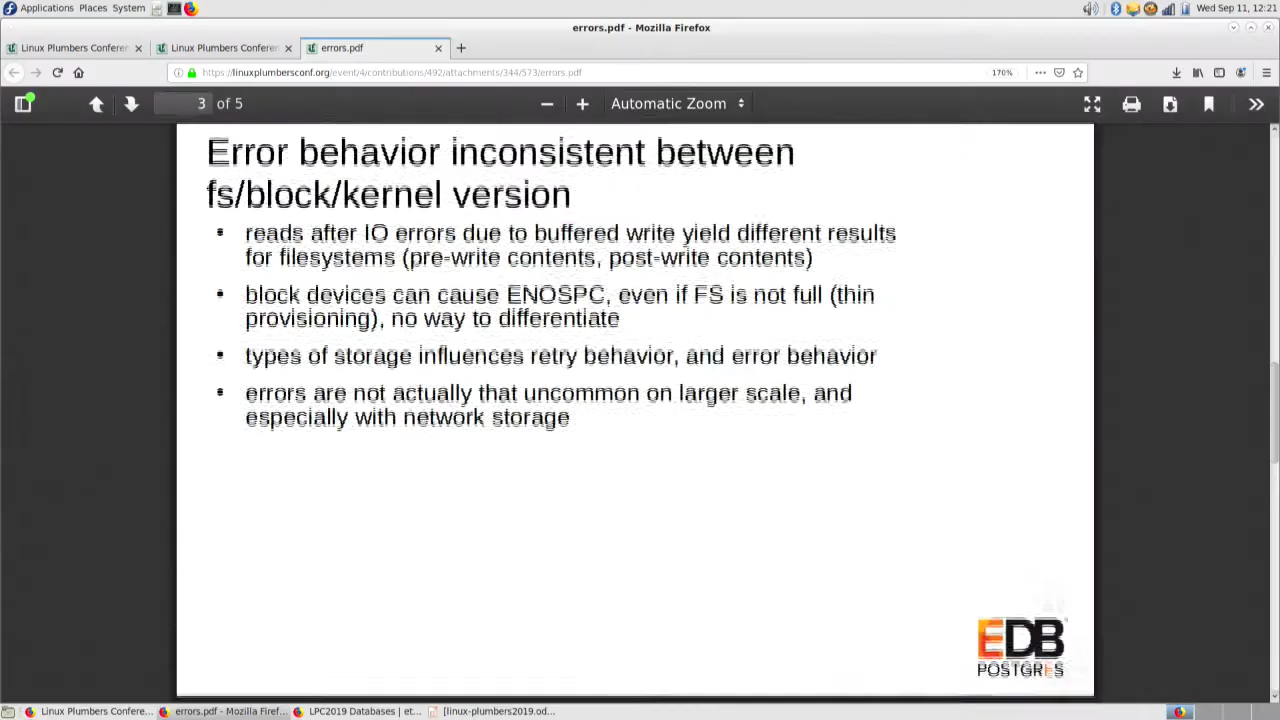 Applications Places System
Wed Sep 11, 12:21
errors.pdf - Mozilla Firefox
Linux Plumbers Conferen
Linux Plumbers Conferen
errors.pdf
https://linuxplumbersconf.org/event/4/contributions/492/attachments/344/573/errors.pdf
170%
3 of 5
Automatic Zoom
Error behavior inconsistent between
fs/block/kernel version
• reads after IO errors due to buffered write yield different results
for filesystems (pre-write contents, post-write contents)
• block devices can cause ENOSPC, even if FS is not full (thin
provisioning), no way to differentiate
• types of storage influences retry behavior, and error behavior
• errors are not actually that uncommon on larger scale, and
especially with network storage
EDB
POSTGRES
Linux Plumbers Confere...
errors.pdf - Mozilla Firef...
LPC2019 Databases | et...
[linux-plumbers2019.od...